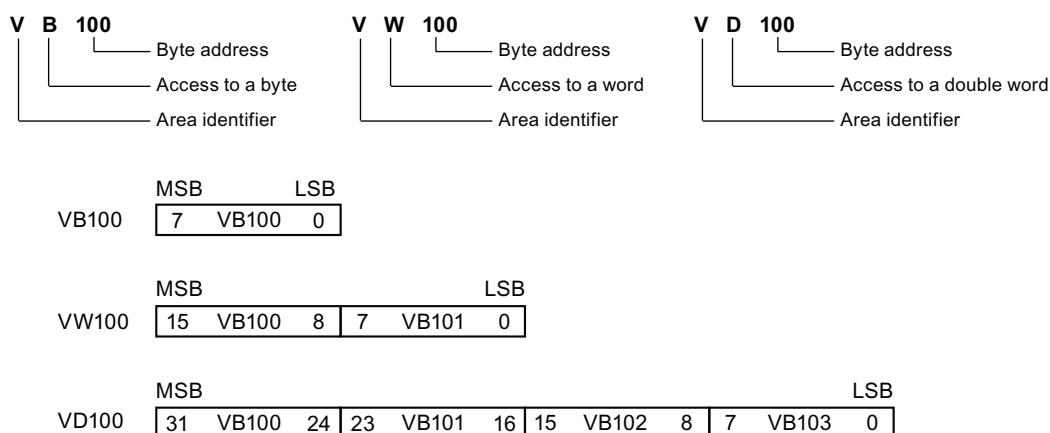 V B 100 V W 100 V D 100
Byte address Byte address Byte address
Access to a byte Access to a word Access to a double word
Area identifier Area identifier Area identifier
MSB LSB
VB100 7 VB100 0
MSB LSB
VW100 15 VB100 8 7 VB101 0
MSB LSB
VD100 31 VB100 24 23 VB101 16 15 VB102 8 7 VB103 0